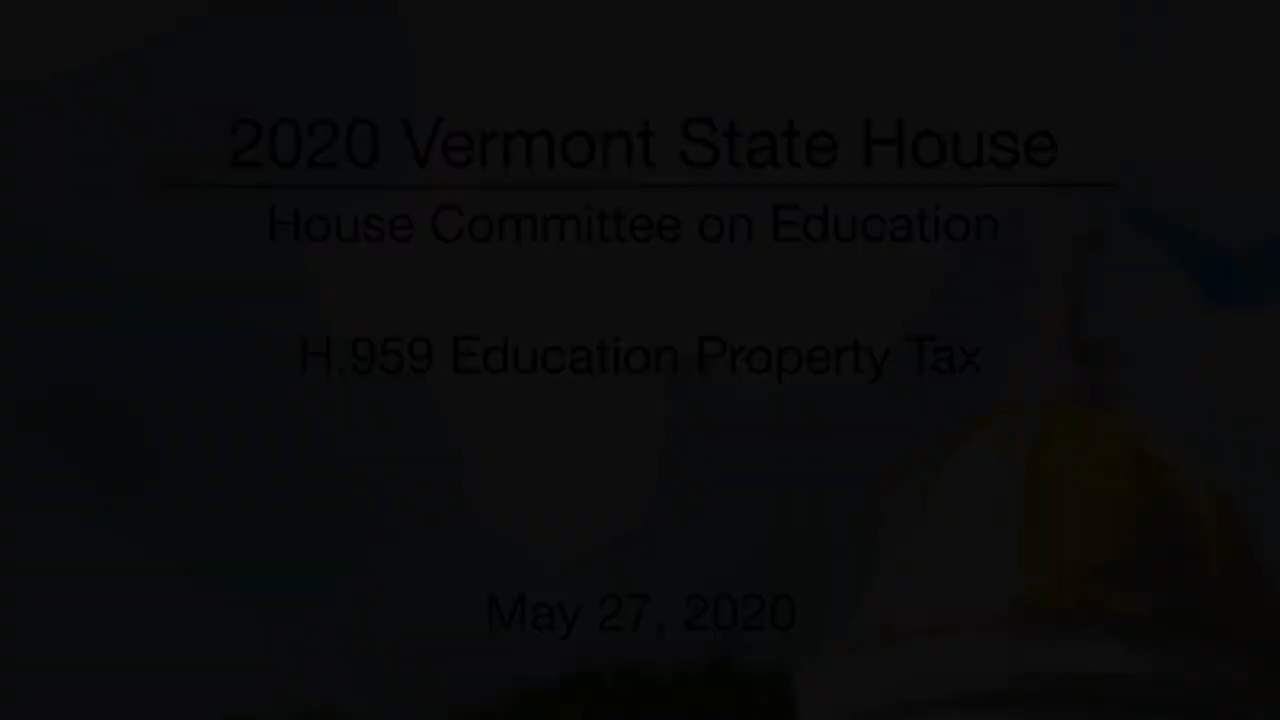 2020 Vermont State House
House Committee on Education
H.959 Education Property Tax
May 27, 2020